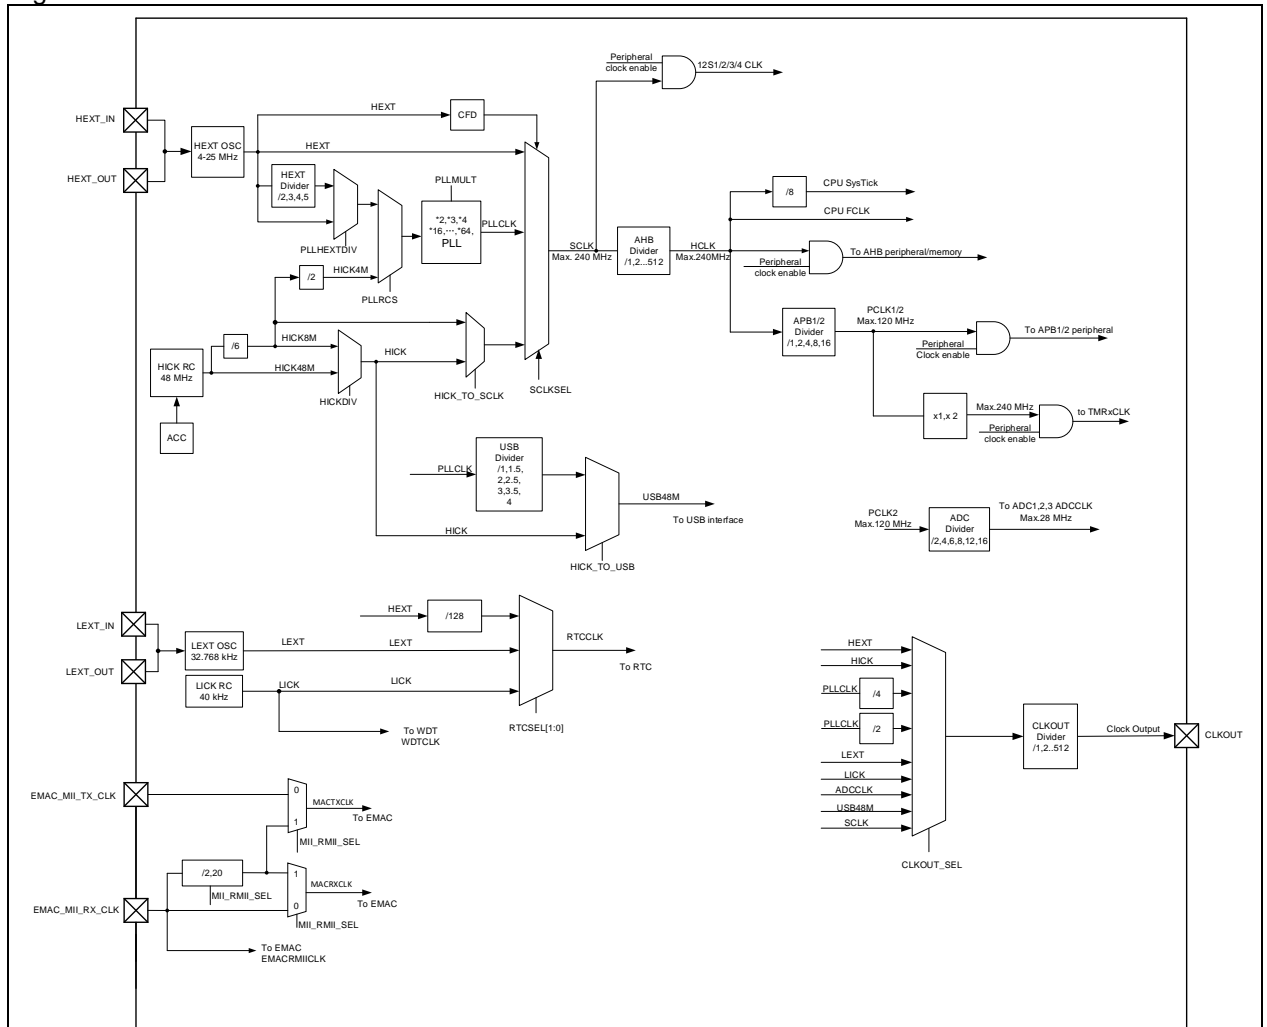 Peripheral
clock enable
12S1/2/3/4 CLK
HEXT_IN
HEXT
CFD
HEXT OSC
4-25 MHz
HEXT
HEXT_OUT
HEXT
Divider
/2,3,4,5
PLLMULT
*2,*3,*4
*16,···,*64,
PLL
PLLCLK
PLLHEXTDIV
/2
HICK4M
PLLRCS
SCLK
Max. 240 MHz
AHB
Divider
/1,2...512
HCLK
Max.240MHz
/8
CPU SysTick
CPU FCLK
To AHB peripheral/memory
Peripheral
clock enable
APB1/2
Divider
/1,2,4,8,16
PCLK1/2
Max.120 MHz
To APB1/2 peripheral
Peripheral
Clock enable
/6
HICK8M
HICK RC
48 MHz
HICK48M
HICK
HICKDIV
HICK_TO_SCLK
SCLKSEL
ACC
x1,x 2
Max.240 MHz
to TMRxCLK
Peripheral
clock enable
PLLCLK
USB
Divider
/1,1.5,
2,2.5,
3,3.5,
4
USB48M
To USB interface
HICK
HICK_TO_USB
PCLK2
Max.120 MHz
ADC
Divider
/2,4,6,8,12,16
To ADC1,2,3 ADCCLK
Max.28 MHz
LEXT_IN
LEXT_OUT
LEXT OSC
32.768 kHz
LEXT
HEXT
/128
LEXT
RTCCLK
To RTC
LICK RC
40 kHz
LICK
LICK
RTCSEL[1:0]
To WDT
WDTCLK
HEXT
HICK
PLLCLK
/4
PLLCLK
/2
LEXT
LICK
ADCCLK
USB48M
SCLK
CLKOUT_SEL
CLKOUT
Divider
/1,2..512
Clock Output
CLKOUT
EMAC_MII_TX_CLK
0
1
MACTXCLK
To EMAC
MII_RMII_SEL
/2,20
MII_RMII_SEL
1
0
MACRXCLK
To EMAC
MII_RMII_SEL
EMAC_MII_RX_CLK
To EMAC
EMACRMIICLK